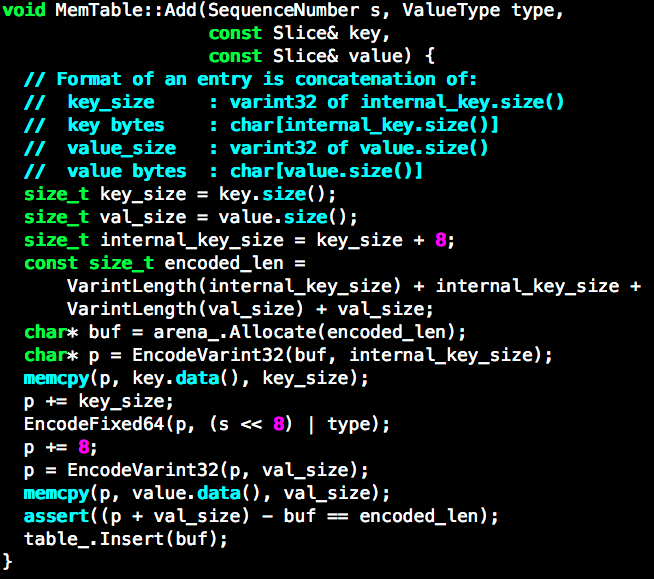 void MemTable::Add(SequenceNumber s, ValueType type,
                   const Slice& key,
                   const Slice& value) {
  // Format of an entry is concatenation of:
  //  key_size     : varint32 of internal_key.size()
  //  key bytes    : char[internal_key.size()]
  //  value_size   : varint32 of value.size()
  //  value bytes  : char[value.size()]
  size_t key_size = key.size();
  size_t val_size = value.size();
  size_t internal_key_size = key_size + 8;
  const size_t encoded_len =
      VarintLength(internal_key_size) + internal_key_size +
      VarintLength(val_size) + val_size;
  char* buf = arena_.Allocate(encoded_len);
  char* p = EncodeVarint32(buf, internal_key_size);
  memcpy(p, key.data(), key_size);
  p += key_size;
  EncodeFixed64(p, (s << 8) | type);
  p += 8;
  p = EncodeVarint32(p, val_size);
  memcpy(p, value.data(), val_size);
  assert((p + val_size) - buf == encoded_len);
  table_.Insert(buf);
}